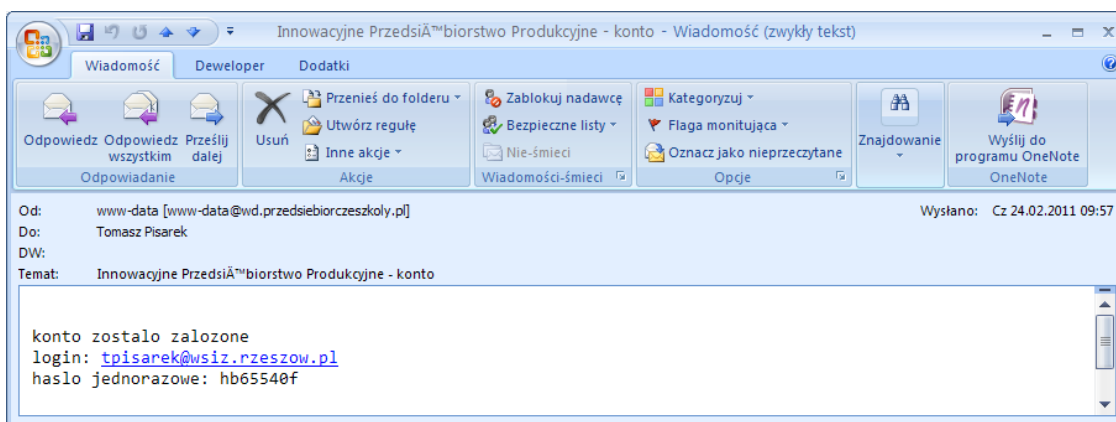 Innowacyjne PrzedsiÄ™biorstwo Produkcyjne - konto - Wiadomość (zwykły tekst)
Wiadomość Deweloper Dodatki
Odpowiedz Odpowiedz wszystkim Prześlij dalej
Odpowiadanie
Usuń
Przenieś do folderu
Utwórz regułę
Inne akcje
Akcje
Zablokuj nadawcę
Bezpieczne listy
Nie-śmieci
Wiadomości-śmieci
Kategoryzuj
Flaga monitująca
Oznacz jako nieprzeczytane
Opcje
Znajdowanie
Wyślij do
programu OneNote
OneNote
Od: www-data [www-data@wd.przedsiebiorczeszkoly.pl] Wysłano: Cz 24.02.2011 09:57
Do: Tomasz Pisarek
DW:
Temat: Innowacyjne PrzedsiÄ™biorstwo Produkcyjne - konto
konto zostalo zalozone
login: tpisarek@wsiz.rzeszow.pl
haslo jednorazowe: hb65540f